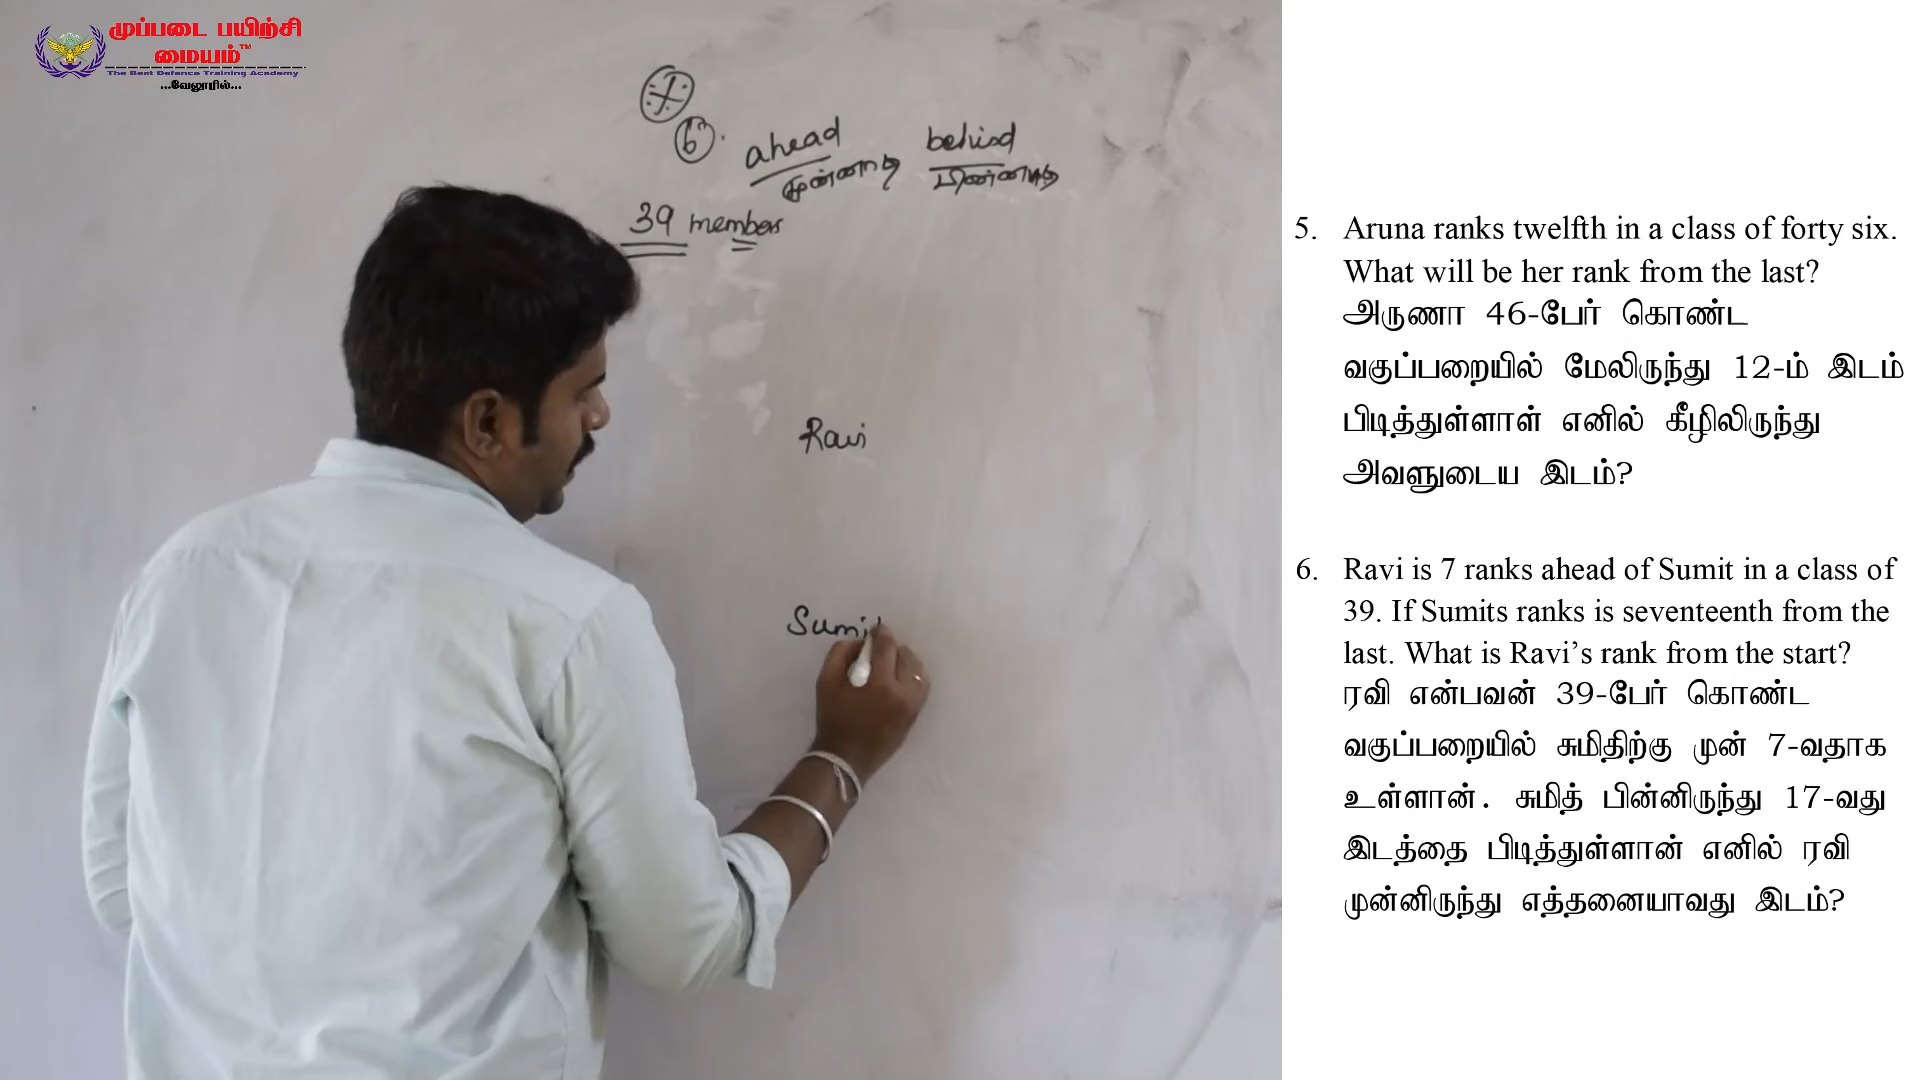 முப்படை பயிற்சி
மையம்™
The Best Defence Training Academy
...வேலூரில்...
6
ahead behind
முன்னாடி பின்னாடி
39 members
Ravi
Sumit
5. Aruna ranks twelfth in a class of forty six.
What will be her rank from the last?
அருணா 46-பேர் கொண்ட
வகுப்பறையில் மேலிருந்து 12-ம் இடம்
பிடித்துள்ளாள் எனில் கீழிலிருந்து
அவளுடைய இடம்?
6. Ravi is 7 ranks ahead of Sumit in a class of
39. If Sumits ranks is seventeenth from the
last. What is Ravi’s rank from the start?
ரவி என்பவன் 39-பேர் கொண்ட
வகுப்பறையில் சுமிதிற்கு முன் 7-வதாக
உள்ளான். சுமித் பின்னிருந்து 17-வது
இடத்தை பிடித்துள்ளான் எனில் ரவி
முன்னிருந்து எத்தனையாவது இடம்?